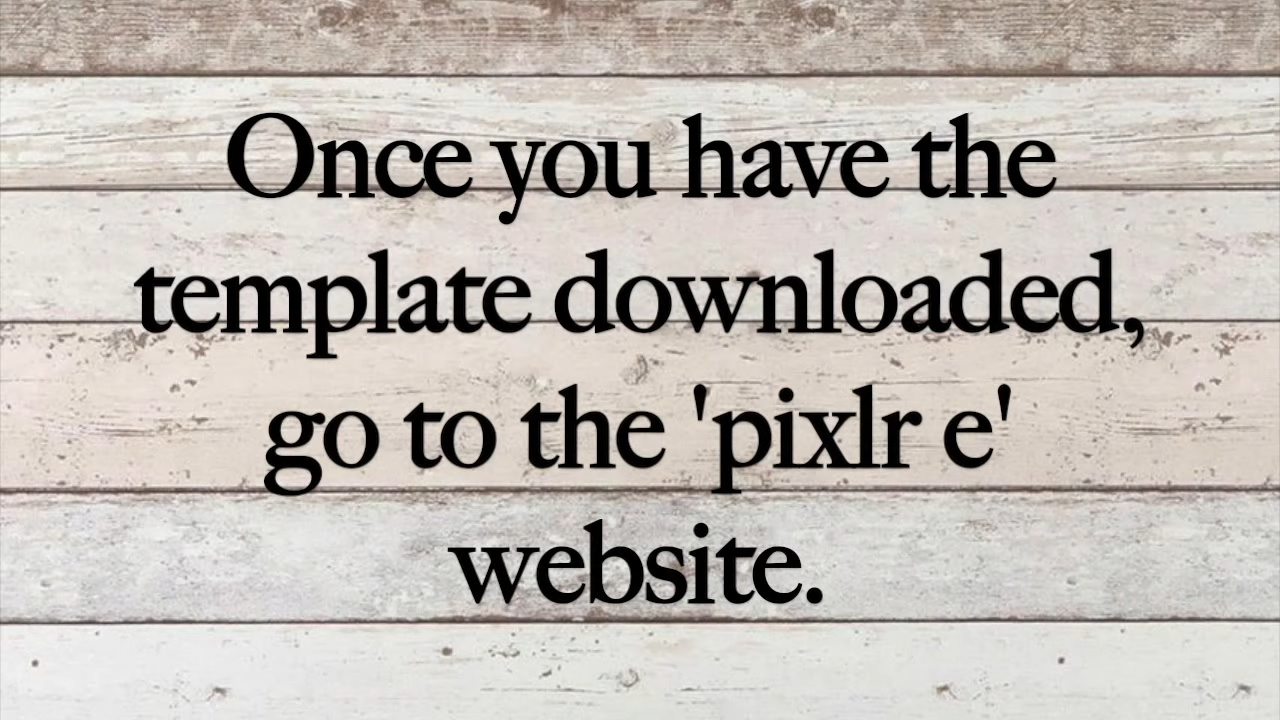 Once you have the
template downloaded,
go to the 'pixlr e'
website.